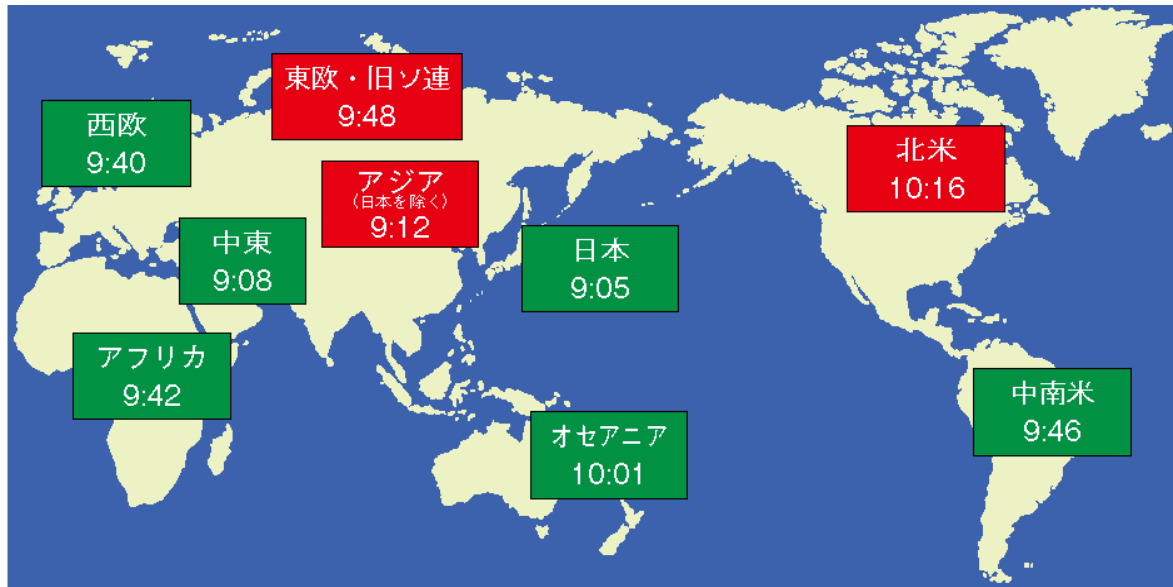 東欧・旧ソ連
9:48
西欧
9:40
北米
10:16
アジア
(日本を除く)
9:12
中東
9:08
日本
9:05
アフリカ
9:42
中南米
9:46
オセアニア
10:01